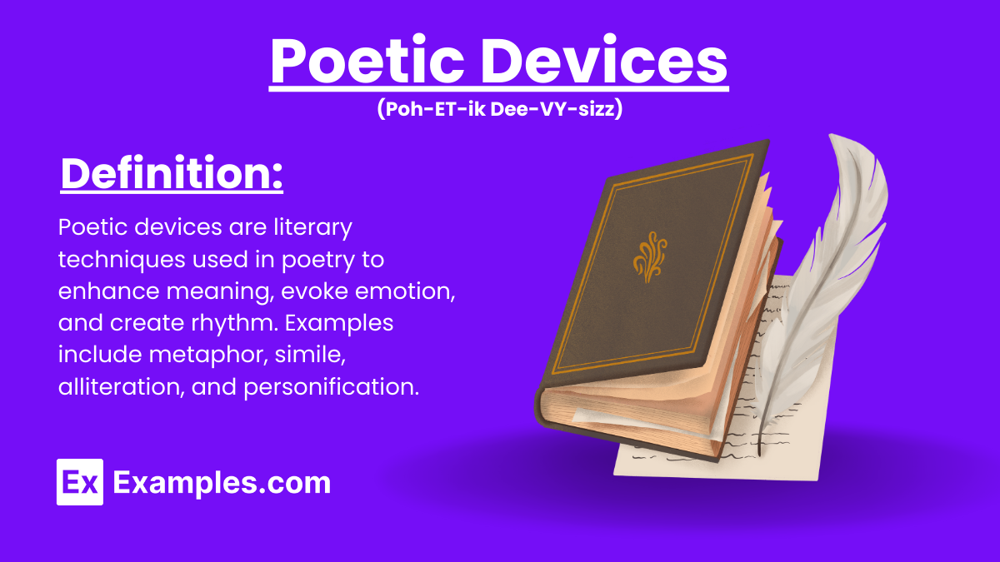 Poetic Devices
(Poh-ET-ik Dee-VY-sizz)
Definition:
Poetic devices are literary
techniques used in poetry to
enhance meaning, evoke emotion,
and create rhythm. Examples
include metaphor, simile,
alliteration, and personification.
Ex Examples.com